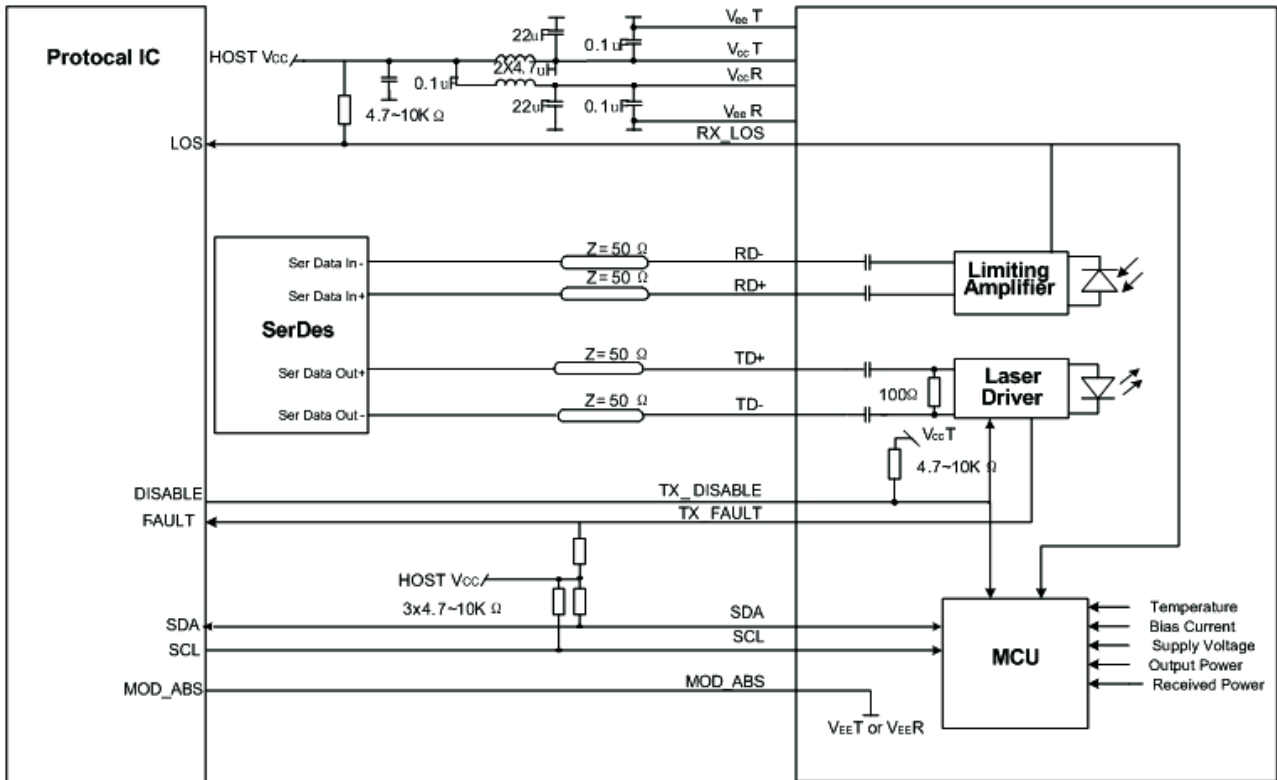 Protocal IC
HOST Vcc
22uF
0.1uF
2X4.7uH
0.1uF
4.7~10K Ω
22uF
0.1uF
Vee T
Vcc T
Vcc R
Vee R
LOS
RX_LOS
Ser Data In -
Ser Data In+
SerDes
Ser Data Out+
Ser Data Out -
Z= 50 Ω
Z= 50 Ω
Z= 50 Ω
Z= 50 Ω
RD-
RD+
TD+
TD-
Limiting
Amplifier
100Ω
Laser
Driver
VccT
4.7~10K Ω
DISABLE
TX_DISABLE
FAULT
TX_FAULT
HOST Vcc
3x4.7~10K Ω
SDA
SDA
SCL
SCL
MOD_ABS
MOD_ABS
VEET or VEER
MCU
Temperature
Bias Current
Supply Voltage
Output Power
Received Power